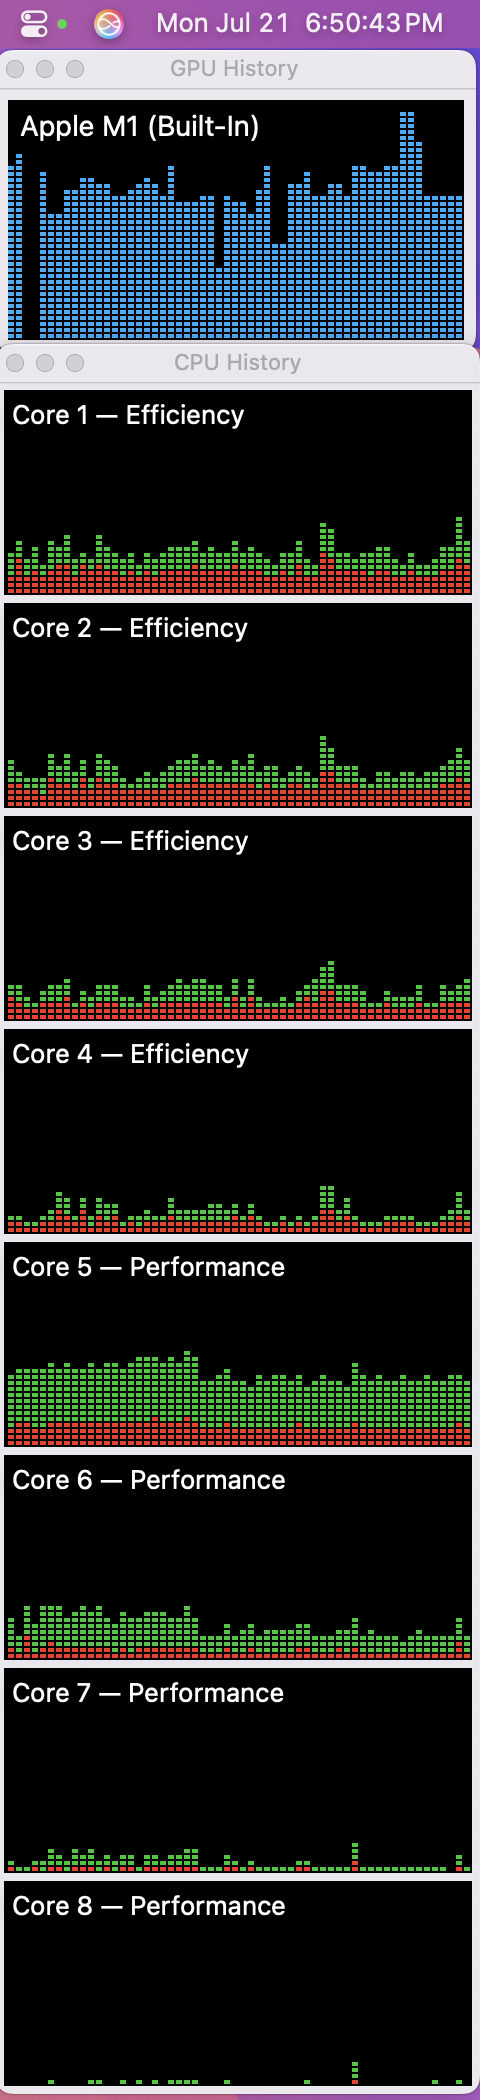 Mon Jul 21 6:50:43 PM
GPU History
Apple M1 (Built-In)
CPU History
Core 1 — Efficiency
Core 2 — Efficiency
Core 3 — Efficiency
Core 4 — Efficiency
Core 5 — Performance
Core 6 — Performance
Core 7 — Performance
Core 8 — Performance